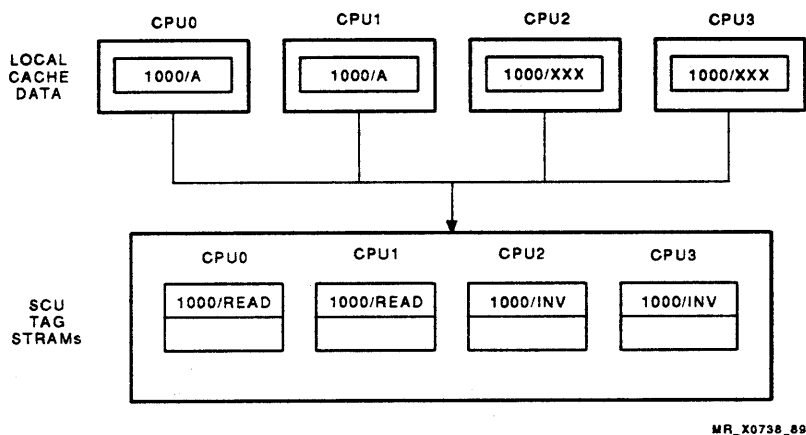 CPU0 CPU1 CPU2 CPU3
LOCAL
CACHE
DATA
1000/A 1000/A 1000/XXX 1000/XXX
CPU0 CPU1 CPU2 CPU3
SCU
TAG
STRAMs
1000/READ 1000/READ 1000/INV 1000/INV
MR_X0738_89